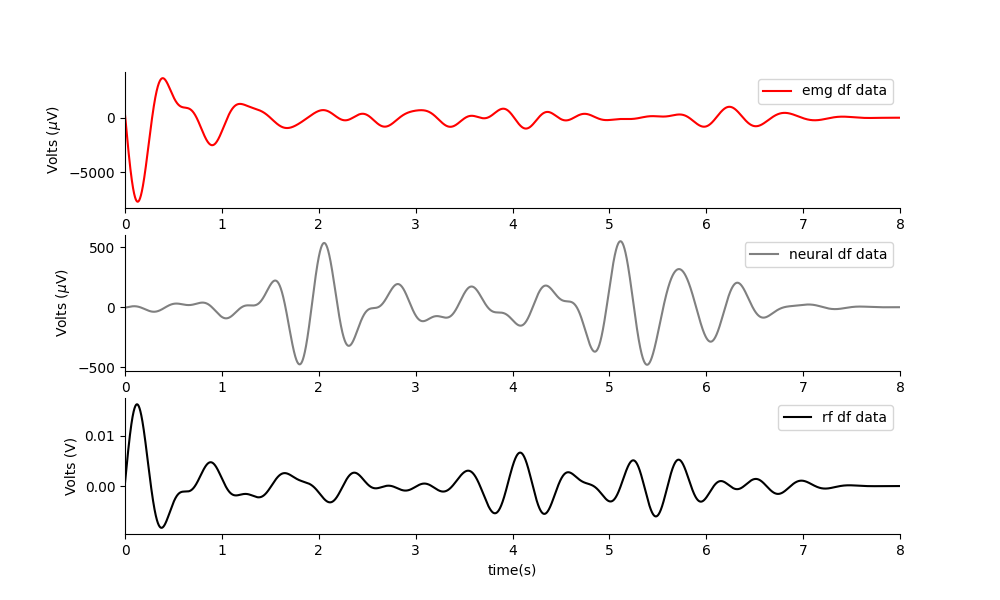 emg df data
Volts (μV)
0
−5000
0 1 2 3 4 5 6 7 8
neural df data
Volts (μV)
500
0
−500
0 1 2 3 4 5 6 7 8
rf df data
Volts (V)
0.01
0.00
0 1 2 3 4 5 6 7 8
time(s)